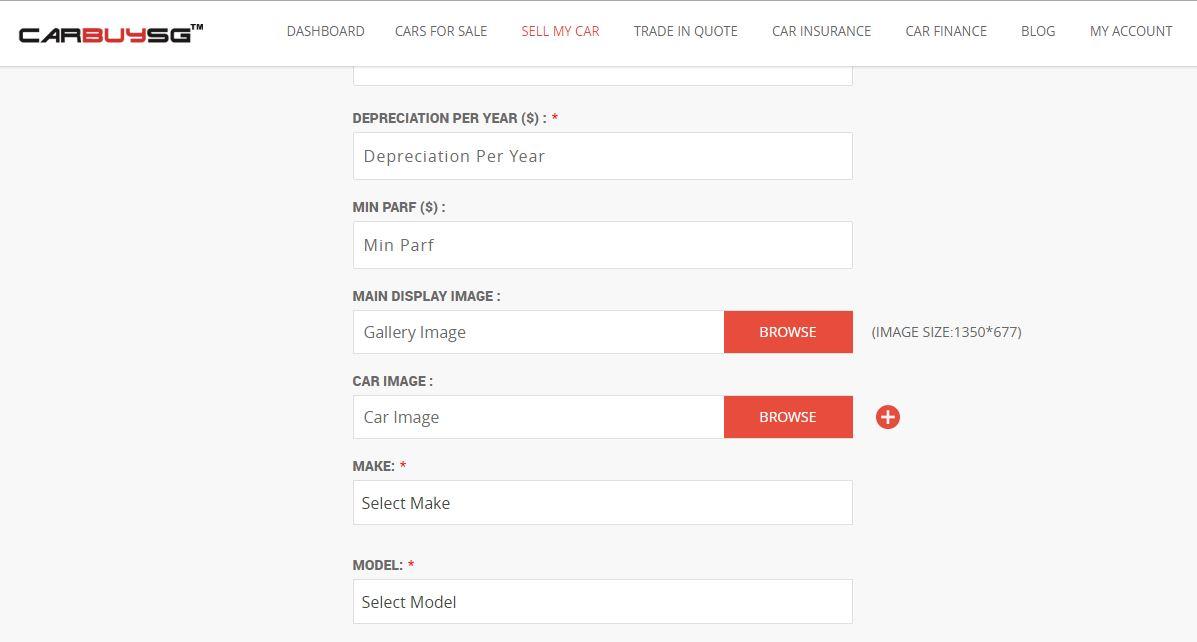 CARBUYSG™
DASHBOARD CARS FOR SALE SELL MY CAR TRADE IN QUOTE CAR INSURANCE CAR FINANCE BLOG MY ACCOUNT
DEPRECIATION PER YEAR ($) : *
Depreciation Per Year
MIN PARF ($) :
Min Parf
MAIN DISPLAY IMAGE :
Gallery Image BROWSE (IMAGE SIZE:1350*677)
CAR IMAGE :
Car Image BROWSE
MAKE: *
Select Make
MODEL: *
Select Model